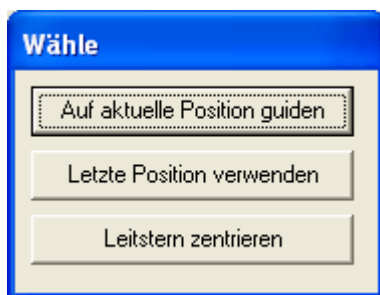 Wähle
Auf aktuelle Position guiden
Letzte Position verwenden
Leitstern zentrieren